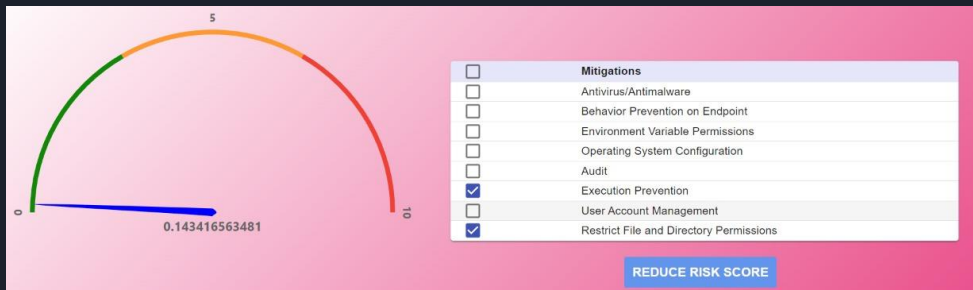 5
0
10
0.143416563481
Mitigations
Antivirus/Antimalware
Behavior Prevention on Endpoint
Environment Variable Permissions
Operating System Configuration
Audit
Execution Prevention
User Account Management
Restrict File and Directory Permissions
REDUCE RISK SCORE